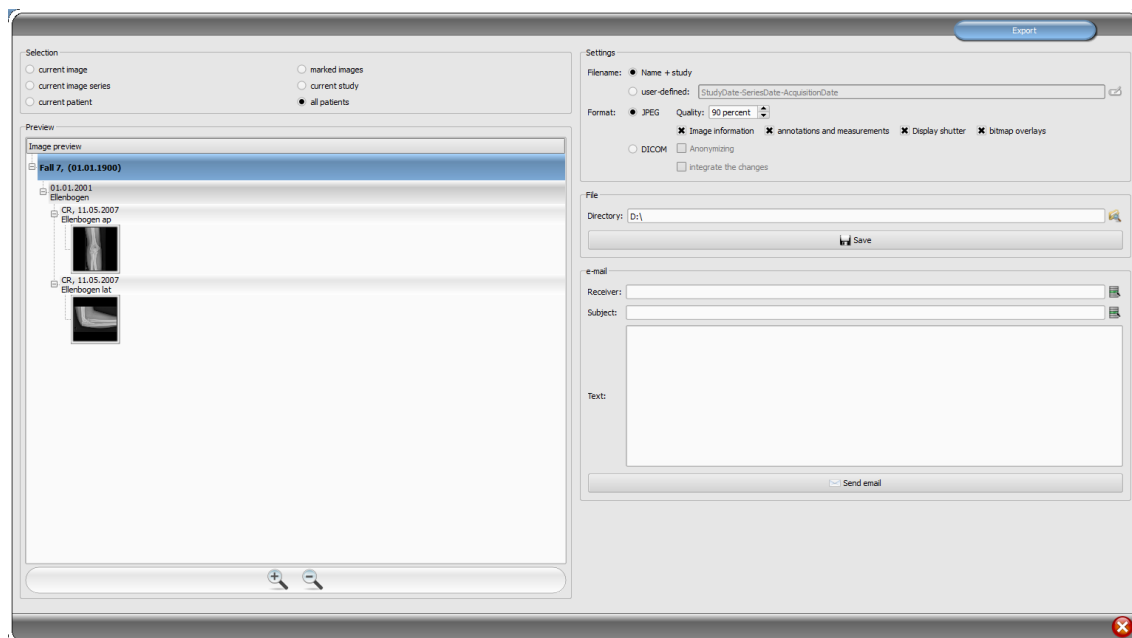 Export
Selection
current image
marked images
current image series
current study
current patient
all patients
Preview
Image preview
Fall 7, (01.01.1900)
01.01.2001
Ellenbogen
CR, 11.05.2007
Ellenbogen ap
CR, 11.05.2007
Ellenbogen lat
Settings
Filename: Name + study
user-defined: StudyDate-SeriesDate-AcquisitionDate
Format: JPEG Quality: 90 percent
Image information annotations and measurements Display shutter bitmap overlays
DICOM Anonymizing
integrate the changes
File
Directory: D:\
Save
e-mail
Receiver:
Subject:
Text:
Send email